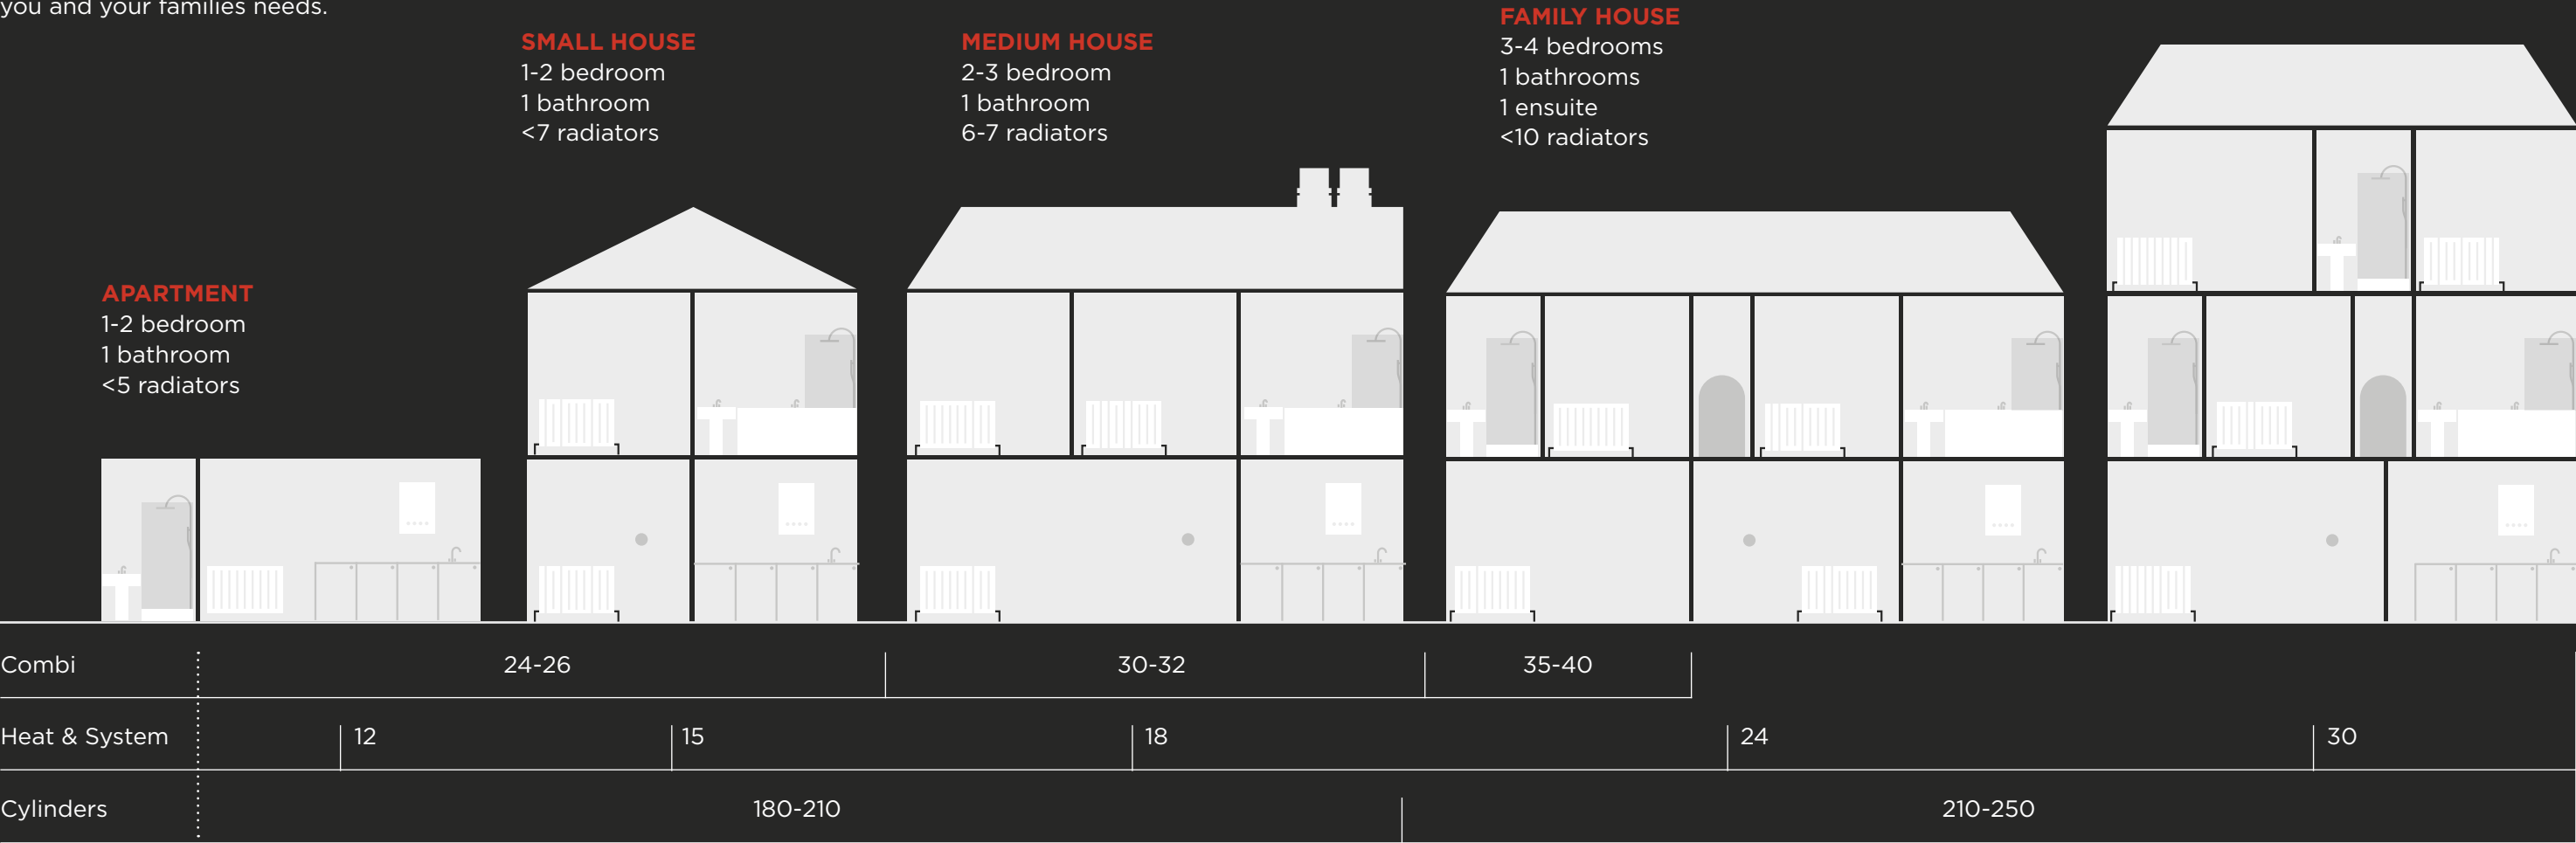 you and your families needs.
APARTMENT
1-2 bedroom
1 bathroom
<5 radiators
SMALL HOUSE
1-2 bedroom
1 bathroom
<7 radiators
MEDIUM HOUSE
2-3 bedroom
1 bathroom
6-7 radiators
FAMILY HOUSE
3-4 bedrooms
1 bathrooms
1 ensuite
<10 radiators
Combi 24-26 30-32 35-40
Heat & System 12 15 18 24 30
Cylinders 180-210 210-250